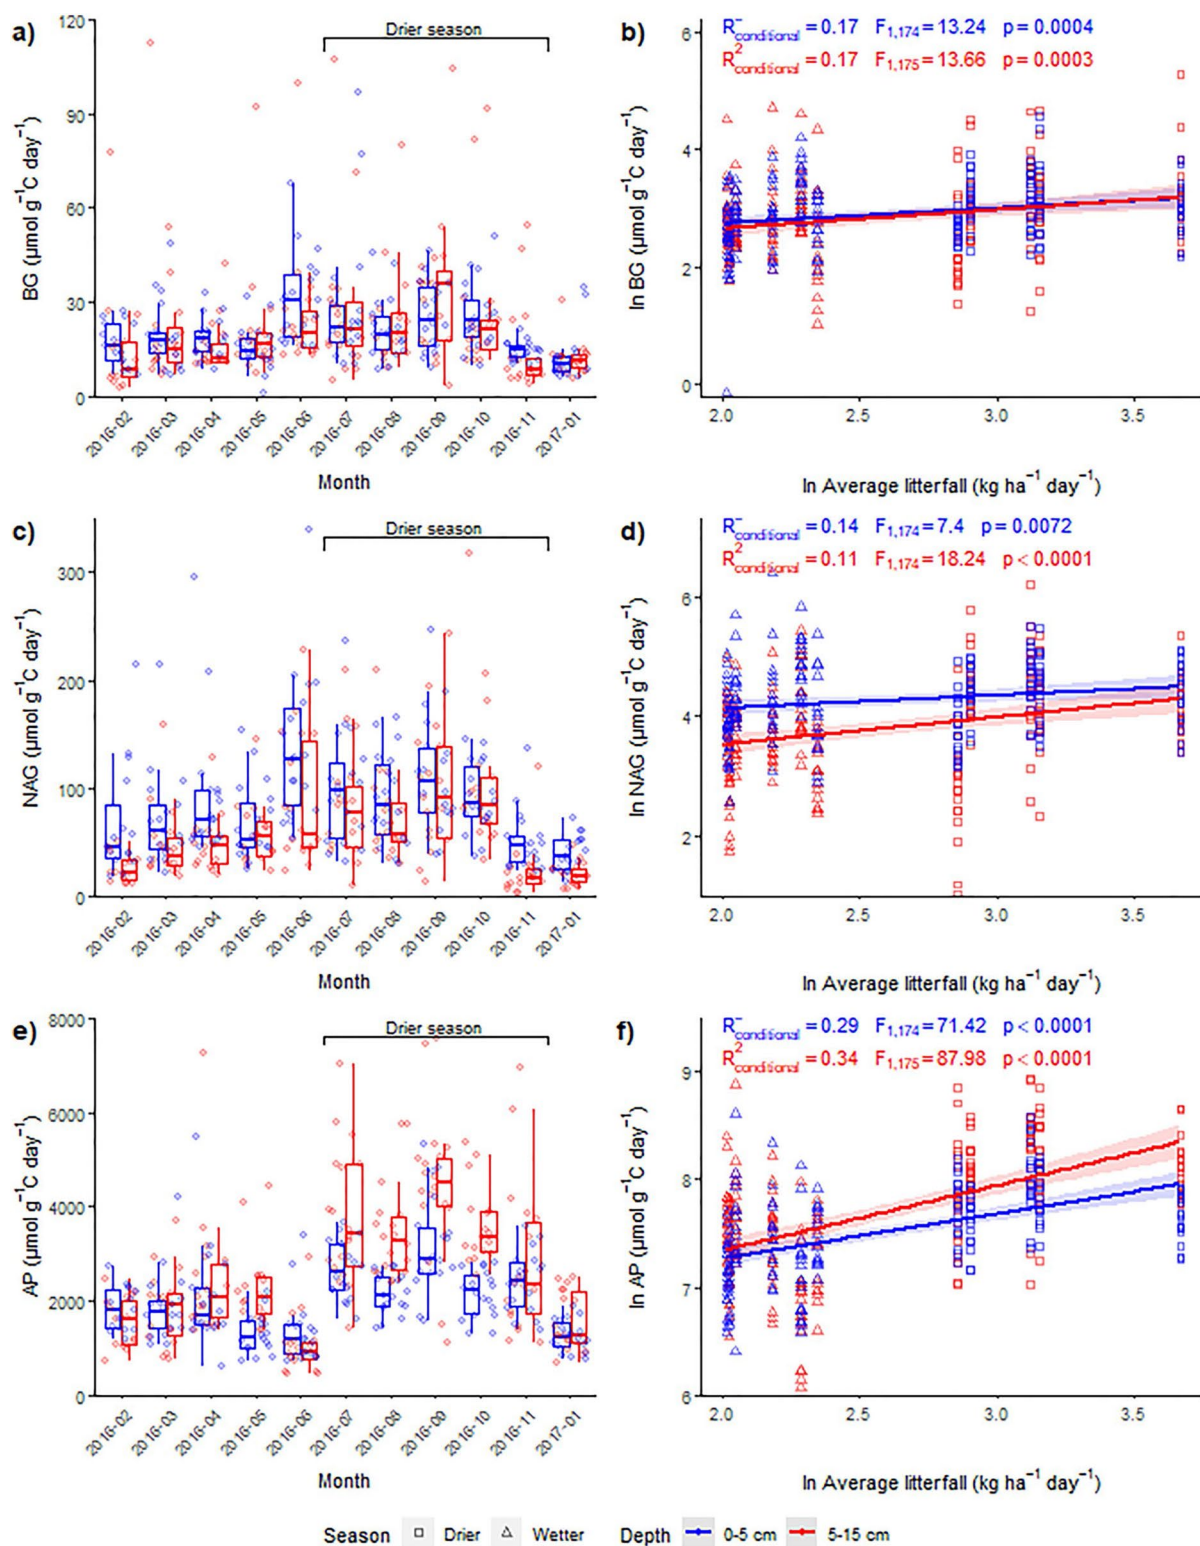 a)
Drier season
120
90
60
30
0
BG (µmol g⁻¹C day⁻¹)
2016-02 2016-03 2016-04 2016-05 2016-06 2016-07 2016-08 2016-09 2016-10 2016-11 2017-01
Month
b)
R⁻conditional = 0.17 F1,174 = 13.24 p = 0.0004
R²conditional = 0.17 F1,175 = 13.66 p = 0.0003
6
4
2
0
ln BG (µmol g⁻¹C day⁻¹)
2.0 2.5 3.0 3.5
ln Average litterfall (kg ha⁻¹ day⁻¹)
c)
Drier season
300
200
100
0
NAG (µmol g⁻¹C day⁻¹)
2016-02 2016-03 2016-04 2016-05 2016-06 2016-07 2016-08 2016-09 2016-10 2016-11 2017-01
Month
d)
R⁻conditional = 0.14 F1,174 = 7.4 p = 0.0072
R²conditional = 0.11 F1,174 = 18.24 p < 0.0001
6
4
2
ln NAG (µmol g⁻¹C day⁻¹)
2.0 2.5 3.0 3.5
ln Average litterfall (kg ha⁻¹ day⁻¹)
e)
Drier season
8000
6000
4000
2000
0
AP (µmol g⁻¹C day⁻¹)
2016-02 2016-03 2016-04 2016-05 2016-06 2016-07 2016-08 2016-09 2016-10 2016-11 2017-01
Month
f)
R⁻conditional = 0.29 F1,174 = 71.42 p < 0.0001
R²conditional = 0.34 F1,175 = 87.98 p < 0.0001
9
8
7
6
ln AP (µmol g⁻¹C day⁻¹)
2.0 2.5 3.0 3.5
ln Average litterfall (kg ha⁻¹ day⁻¹)
Season Drier Wetter Depth 0-5 cm 5-15 cm